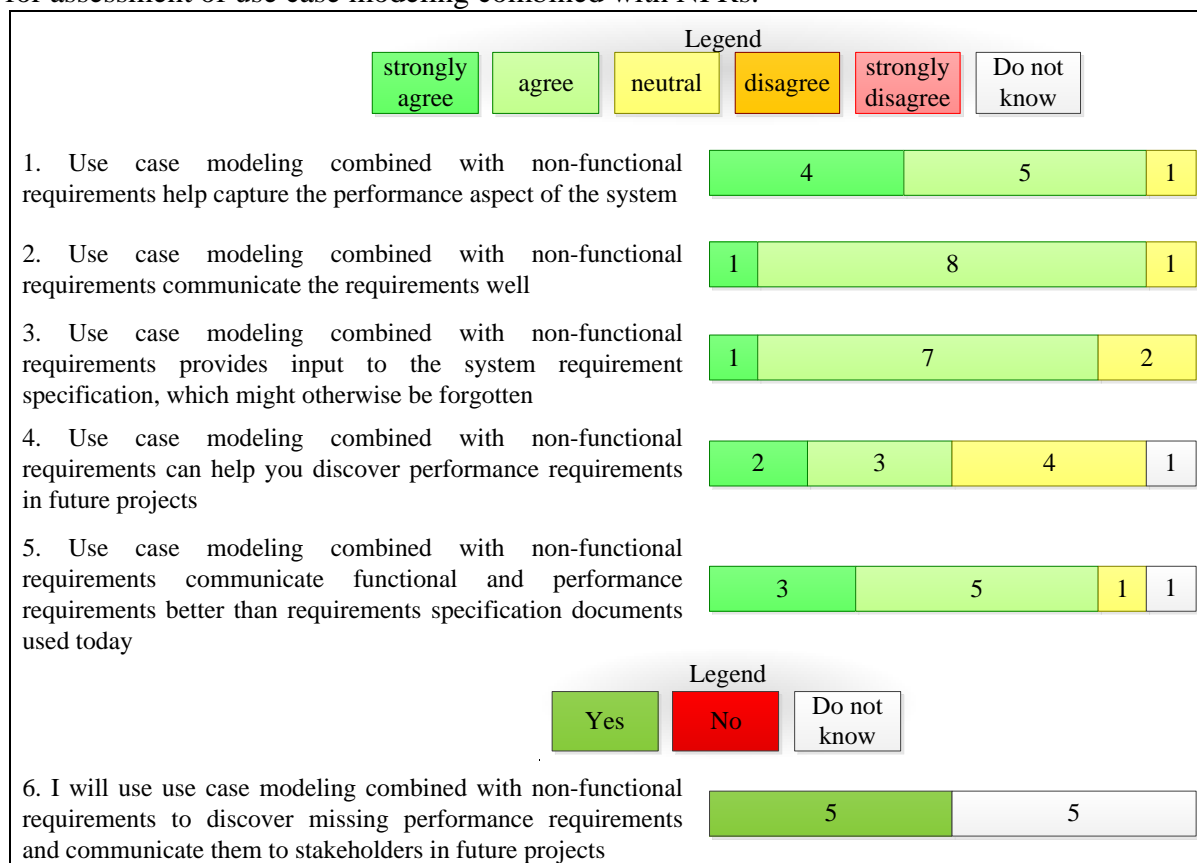 for assessment of use case modeling combined with NFRs.
Legend
strongly agree
agree
neutral
disagree
strongly disagree
Do not know
1. Use case modeling combined with non-functional
requirements help capture the performance aspect of the system
4 5 1
2. Use case modeling combined with non-functional
requirements communicate the requirements well
1 8 1
3. Use case modeling combined with non-functional
requirements provides input to the system requirement
specification, which might otherwise be forgotten
1 7 2
4. Use case modeling combined with non-functional
requirements can help you discover performance requirements
in future projects
2 3 4 1
5. Use case modeling combined with non-functional
requirements communicate functional and performance
requirements better than requirements specification documents
used today
3 5 1 1
Legend
Yes
No
Do not know
6. I will use use case modeling combined with non-functional
requirements to discover missing performance requirements
and communicate them to stakeholders in future projects
5 5